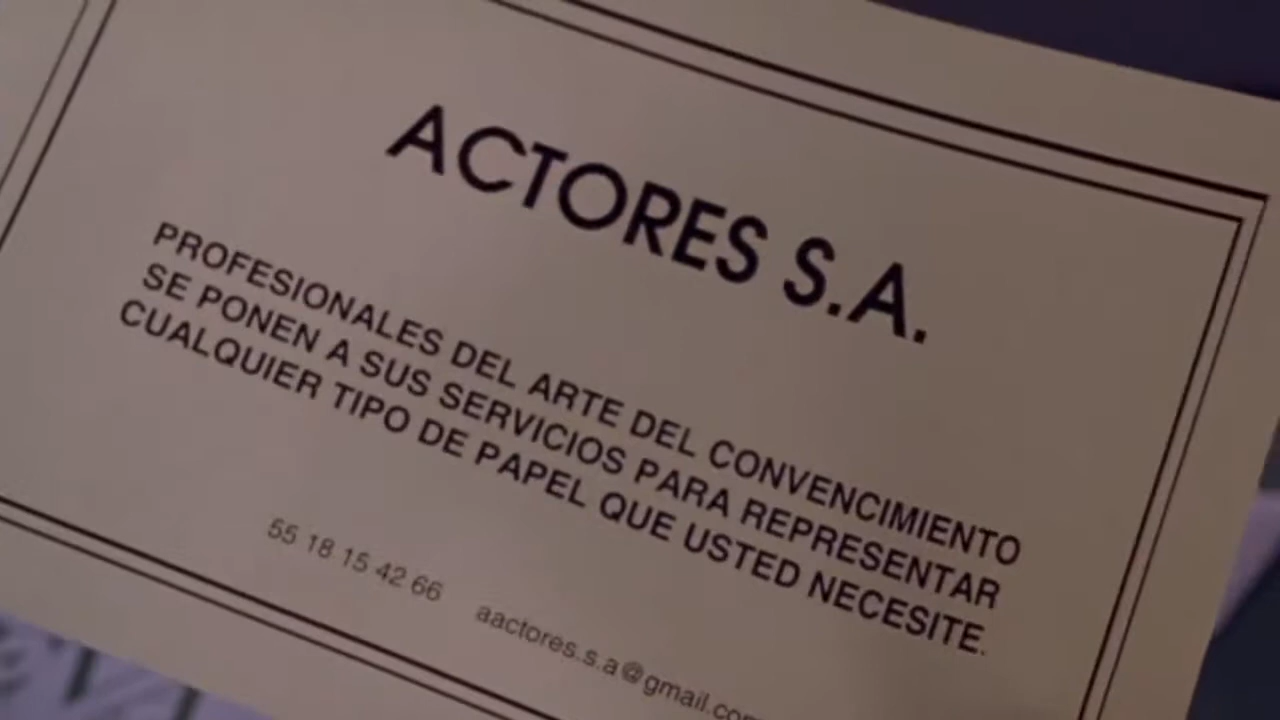 ACTORES S.A.
PROFESIONALES DEL ARTE DEL CONVENCIMIENTO
SE PONEN A SUS SERVICIOS PARA REPRESENTAR
CUALQUIER TIPO DE PAPEL QUE USTED NECESITE.
55 18 15 42 66 aactores.s.a@gmail.com